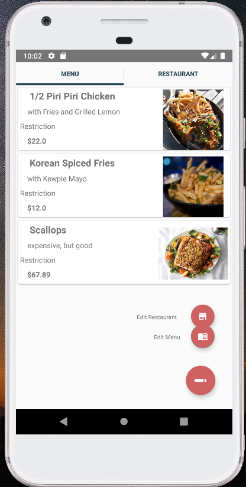 10:02
MENU
RESTAURANT
1/2 Piri Piri Chicken
with Fries and Grilled Lemon
Restriction
$22.0
Korean Spiced Fries
with Kewpie Mayo
Restriction
$12.0
Scallops
expensive, but good
Restriction
$67.89
Edit Restaurant
Edit Menu